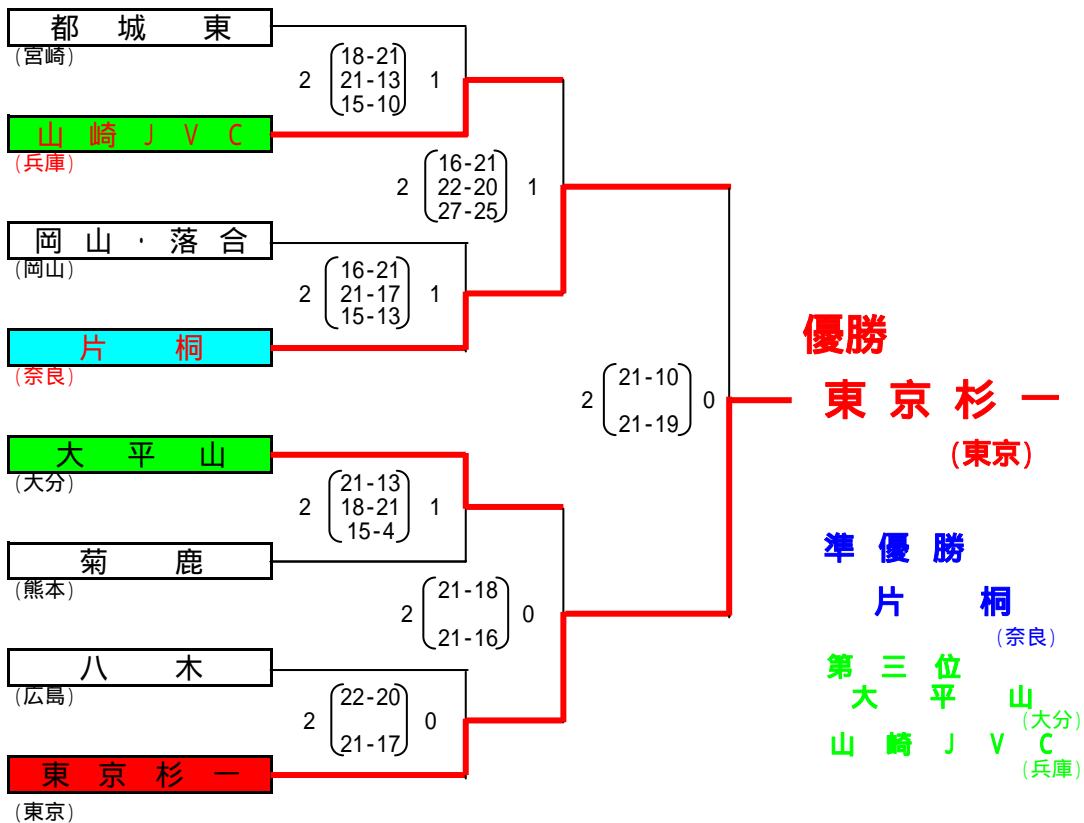 都城東
(宮崎)
2 18-21 1
21-13
15-10
山崎JVC
(兵庫)
2 16-21 1
22-20
27-25
岡山・落合
(岡山)
2 16-21 1
21-17
15-13
片桐
(奈良)
2 21-10 0
21-19
優勝
東京杉一
(東京)
大平山
(大分)
2 21-13 1
18-21
15-4
菊鹿
(熊本)
2 21-18 0
21-16
八木
(広島)
2 22-20 0
21-17
東京杉一
(東京)
準優勝
片桐
(奈良)
第三位
大平山
(大分)
山崎JVC
(兵庫)